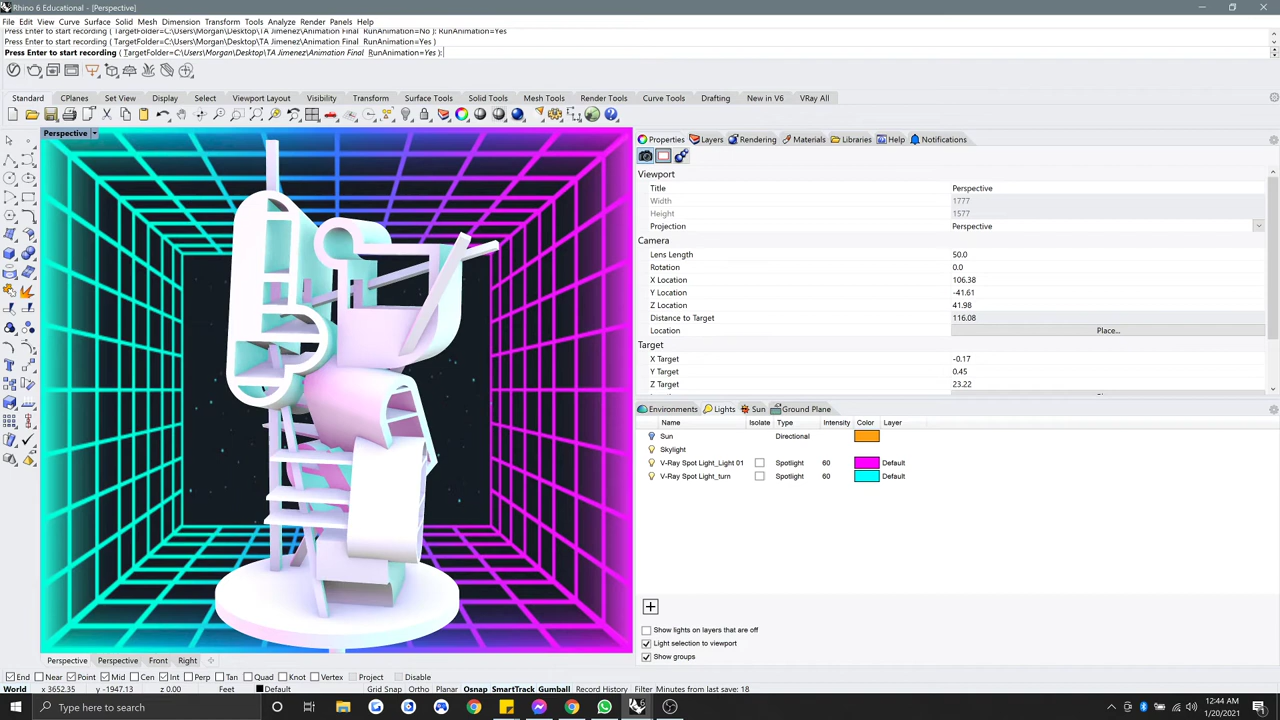 Rhino 6 Educational - [Perspective]
File Edit View Curve Surface Solid Mesh Dimension Transform Tools Analyze Render Panels Help
Press Enter to start recording ( TargetFolder=C:\Users\Morgan\Desktop\TA Jimenez\Animation Final RunAnimation=No ): RunAnimation=Yes
Press Enter to start recording ( TargetFolder=C:\Users\Morgan\Desktop\TA Jimenez\Animation Final RunAnimation=Yes )
Press Enter to start recording ( TargetFolder=C:\Users\Morgan\Desktop\TA Jimenez\Animation Final RunAnimation=Yes ):
Standard CPlanes Set View Display Select Viewport Layout Visibility Transform Surface Tools Solid Tools Mesh Tools Render Tools Curve Tools Drafting New in V6 VRay All
Perspective
Properties Layers Rendering Materials Libraries Help Notifications
Viewport
Title Perspective
Width 1777
Height 1577
Projection Perspective
Camera
Lens Length 50.0
Rotation 0.0
X Location 106.38
Y Location -41.61
Z Location 41.98
Distance to Target 116.08
Location Place...
Target
X Target -0.17
Y Target 0.45
Z Target 23.22
Environments Lights Sun Ground Plane
Name Isolate Type Intensity Color Layer
Sun Directional
Skylight
V-Ray Spot Light_Light 01 Spotlight 60 Default
V-Ray Spot Light_turn Spotlight 60 Default
Show lights on layers that are off
Light selection to viewport
Show groups
Perspective Perspective Front Right
End Near Point Mid Cen Int Perp Tan Quad Knot Vertex Project Disable
World x 3652.35 y -1947.13 z 0.00 Feet Default Grid Snap Ortho Planar Osnap SmartTrack Gumball Record History Filter Minutes from last save: 18
Type here to search
12:44 AM
1/20/2021